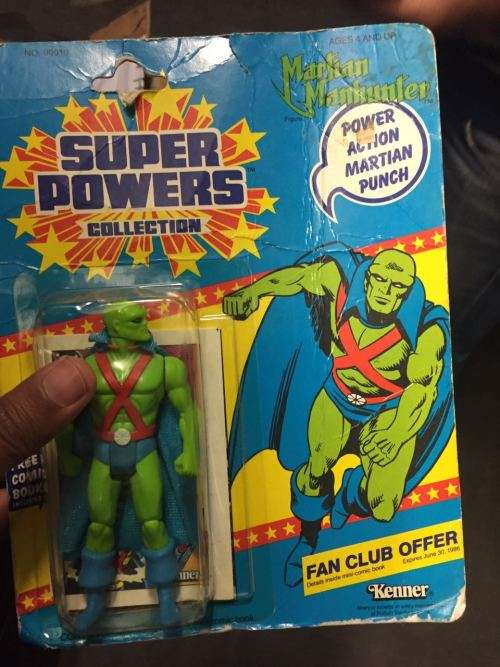 AGES 4 AND UP
Martian
Manhunter
Figure
SUPER
POWERS
COLLECTION
POWER
ACTION
MARTIAN
PUNCH
FREE
COMIC
BOOK
FAN CLUB OFFER
Details inside mini-comic book
Expires June 30, 1986
Kenner